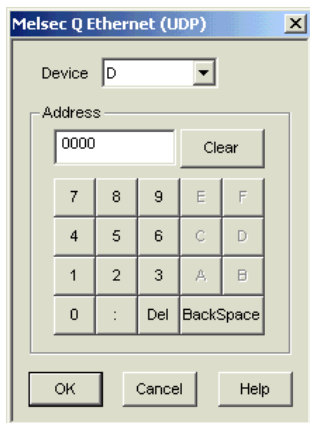 Melsec Q Ethernet (UDP)
Device D
Address
0000 Clear
7 8 9 E F
4 5 6 C D
1 2 3 A B
0 : Del BackSpace
OK Cancel Help